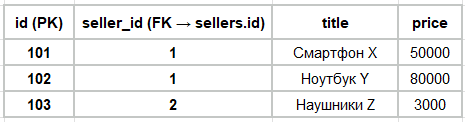 id (PK) seller_id (FK → sellers.id) title price
101 1 Смартфон X 50000
102 1 Ноутбук Y 80000
103 2 Наушники Z 3000